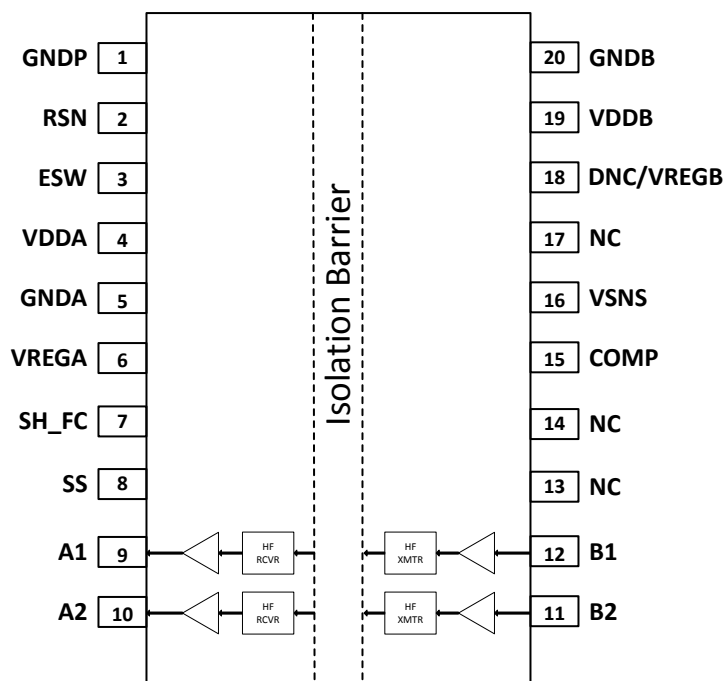 GNDP 1 20 GNDB
RSN 2 19 VDDB
ESW 3 18 DNC/VREGB
VDDA 4 17 NC
GNDA 5 16 VSNS
VREGA 6 15 COMP
SH_FC 7 14 NC
SS 8 13 NC
Isolation Barrier
A1 9 HF RCVR HF XMTR 12 B1
A2 10 HF RCVR HF XMTR 11 B2